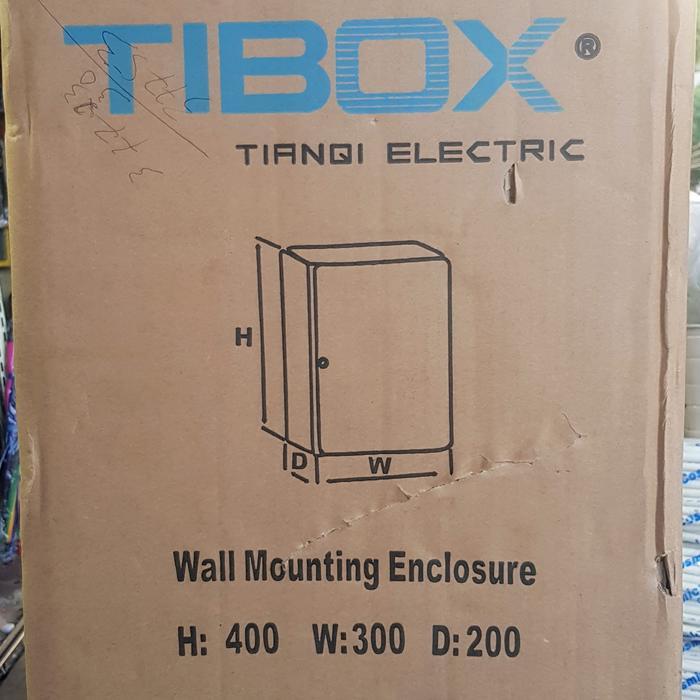 TIBOX®
TIANQI ELECTRIC
H
D
W
Wall Mounting Enclosure
H: 400 W:300 D:200